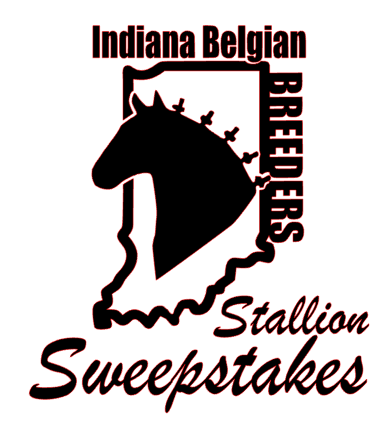 Indiana Belgian
BREEDERS
Stallion
Sweepstakes